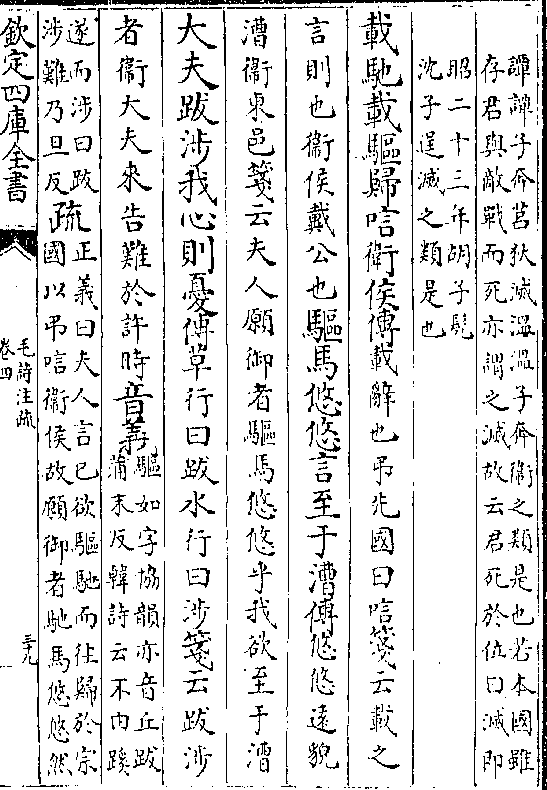 譚譚子奔莒狄滅溫溫子奔衞之類是也若本國雖
存君與敵戰而死亦謂之滅故云君死於位曰滅即
昭二十三年胡子髡
沈子逞滅之類是也
載馳載驅歸唁衛侯傳載辭也弔失國曰唁箋云載之
言則也衞侯戴公也驅馬悠悠言至于漕傳悠悠遠貌
漕衞東邑箋云夫人願御者驅馬悠悠乎我欲至于漕
大夫跋涉我心則憂傳草行曰跋水行曰涉箋云跋涉
者衞大夫來告難於許時音義驅如字協韻亦音丘跋
蒲末反韓詩云不由蹊
遂而涉曰跋
涉難乃旦反疏正義曰夫人言已欲驅馳而往歸於宗
國以弔唁衞侯故願御者馳馬悠悠然
欽定四庫全書
毛詩注疏
卷四
三九